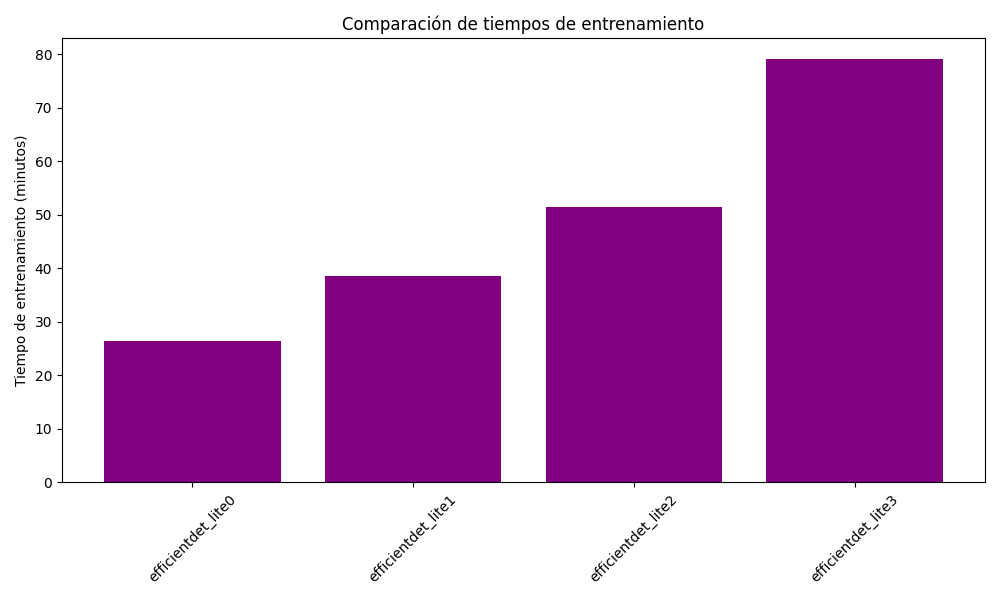 Comparación de tiempos de entrenamiento
Tiempo de entrenamiento (minutos)
80
70
60
50
40
30
20
10
0
efficientdet_lite0
efficientdet_lite1
efficientdet_lite2
efficientdet_lite3